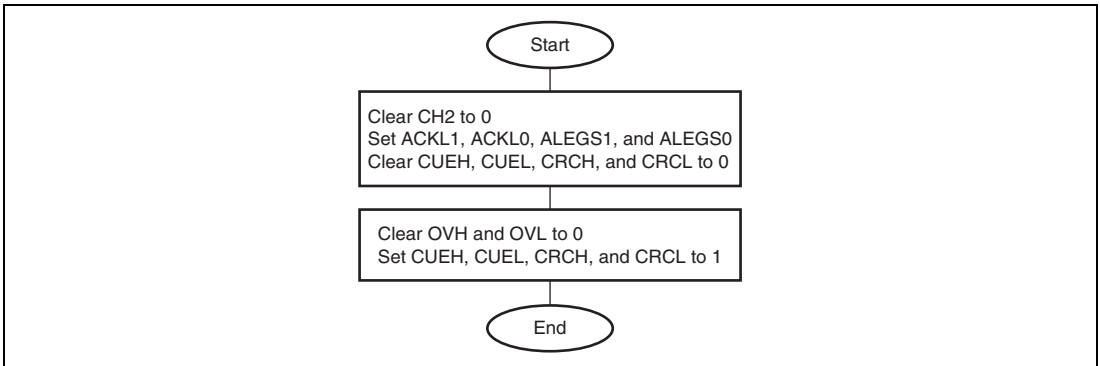 Start
Clear CH2 to 0
Set ACKL1, ACKL0, ALEGS1, and ALEGS0
Clear CUEH, CUEL, CRCH, and CRCL to 0
Clear OVH and OVL to 0
Set CUEH, CUEL, CRCH, and CRCL to 1
End